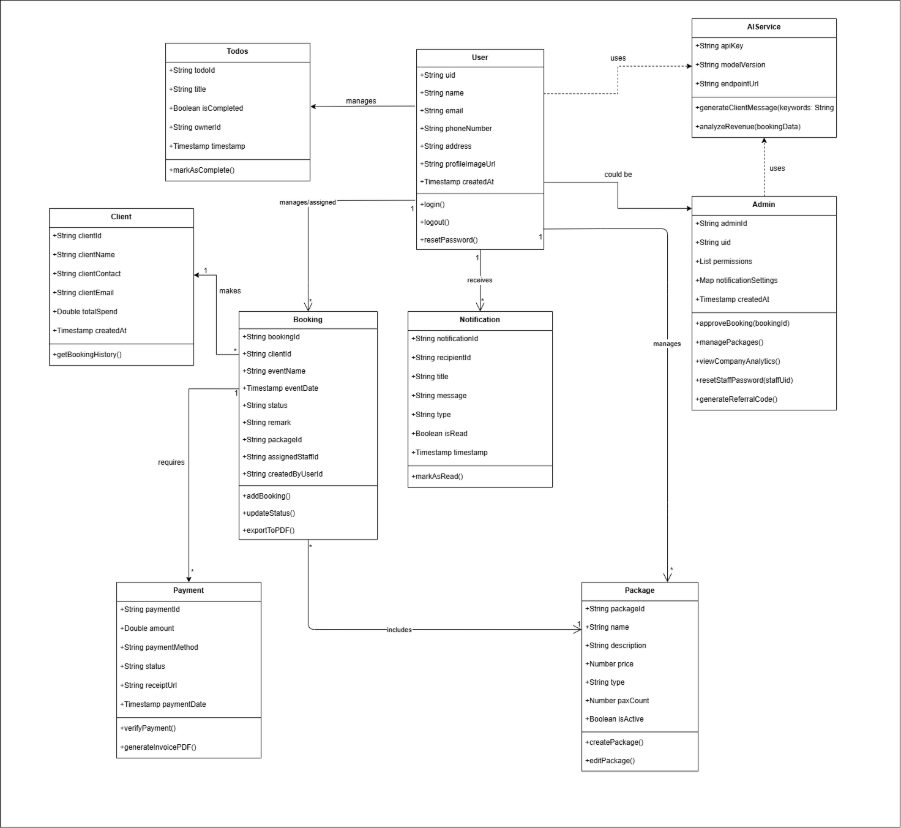 AIService
+String apiKey
+String modelVersion
+String endpointUrl
+generateClientMessage(keywords: String
+analyzeRevenue(bookingData)
Todos
+String todoId
+String title
+Boolean isCompleted
+String ownerId
+Timestamp timestamp
+markAsComplete()
manages
User
+String uid
+String name
+String email
+String phoneNumber
+String address
+String profileImageUrl
+Timestamp createdAt
+login()
+logout()
+resetPassword()
uses
uses
could be
Admin
+String adminId
+String uid
+List permissions
+Map notificationSettings
+Timestamp createdAt
+approveBooking(bookingId)
+managePackages()
+viewCompanyAnalytics()
+resetStaffPassword(staffUid)
+generateReferralCode()
manages/assigned
1
*
Client
+String clientId
+String clientName
+String clientContact
+String clientEmail
+Double totalSpend
+Timestamp createdAt
+getBookingHistory()
1
makes
*
1
receives
*
1
manages
*
Booking
+String bookingId
+String clientId
+String eventName
+Timestamp eventDate
+String status
+String remark
+String packageId
+String assignedStaffId
+String createdByUserId
+addBooking()
+updateStatus()
+exportToPDF()
Notification
+String notificationId
+String recipientId
+String title
+String message
+String type
+Boolean isRead
+Timestamp timestamp
+markAsRead()
1
requires
*
*
includes
1
Payment
+String paymentId
+Double amount
+String paymentMethod
+String status
+String receiptUrl
+Timestamp paymentDate
+verifyPayment()
+generateInvoicePDF()
Package
+String packageId
+String name
+String description
+Number price
+String type
+Number paxCount
+Boolean isActive
+createPackage()
+editPackage()